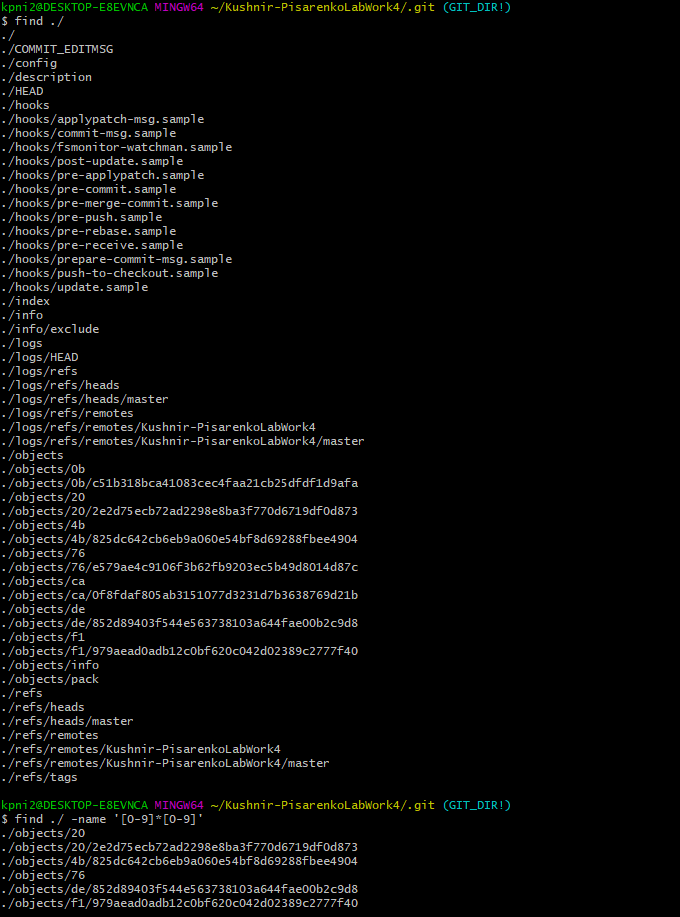 kpni2@DESKTOP-E8EVNCA MINGW64 ~/Kushnir-PisarenkoLabWork4/.git (GIT_DIR!)
$ find ./
./
./COMMIT_EDITMSG
./config
./description
./HEAD
./hooks
./hooks/applypatch-msg.sample
./hooks/commit-msg.sample
./hooks/fsmonitor-watchman.sample
./hooks/post-update.sample
./hooks/pre-applypatch.sample
./hooks/pre-commit.sample
./hooks/pre-merge-commit.sample
./hooks/pre-push.sample
./hooks/pre-rebase.sample
./hooks/pre-receive.sample
./hooks/prepare-commit-msg.sample
./hooks/push-to-checkout.sample
./hooks/update.sample
./index
./info
./info/exclude
./logs
./logs/HEAD
./logs/refs
./logs/refs/heads
./logs/refs/heads/master
./logs/refs/remotes
./logs/refs/remotes/Kushnir-PisarenkoLabWork4
./logs/refs/remotes/Kushnir-PisarenkoLabWork4/master
./objects
./objects/0b
./objects/0b/c51b318bca41083cec4faa21cb25dfdf1d9afa
./objects/20
./objects/20/2e2d75ecb72ad2298e8ba3f770d6719df0d873
./objects/4b
./objects/4b/825dc642cb6eb9a060e54bf8d69288fbee4904
./objects/76
./objects/76/e579ae4c9106f3b62fb9203ec5b49d8014d87c
./objects/ca
./objects/ca/0f8fdaf805ab3151077d3231d7b3638769d21b
./objects/de
./objects/de/852d89403f544e563738103a644fae00b2c9d8
./objects/f1
./objects/f1/979aead0adb12c0bf620c042d02389c2777f40
./objects/info
./objects/pack
./refs
./refs/heads
./refs/heads/master
./refs/remotes
./refs/remotes/Kushnir-PisarenkoLabWork4
./refs/remotes/Kushnir-PisarenkoLabWork4/master
./refs/tags
kpni2@DESKTOP-E8EVNCA MINGW64 ~/Kushnir-PisarenkoLabWork4/.git (GIT_DIR!)
$ find ./ -name '[0-9]*[0-9]'
./objects/20
./objects/20/2e2d75ecb72ad2298e8ba3f770d6719df0d873
./objects/4b/825dc642cb6eb9a060e54bf8d69288fbee4904
./objects/76
./objects/de/852d89403f544e563738103a644fae00b2c9d8
./objects/f1/979aead0adb12c0bf620c042d02389c2777f40